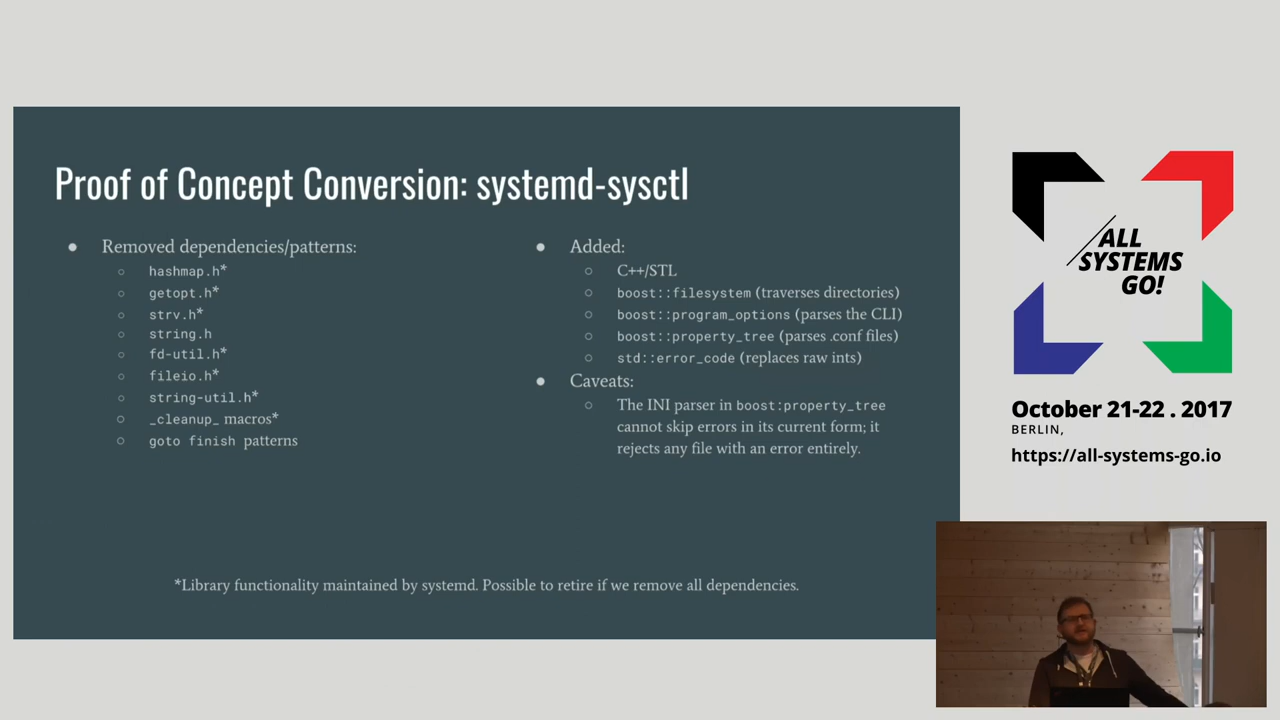 Proof of Concept Conversion: systemd-sysctl
● Removed dependencies/patterns:
○ hashmap.h*
○ getopt.h*
○ strv.h*
○ string.h
○ fd-util.h*
○ fileio.h*
○ string-util.h*
○ _cleanup_ macros*
○ goto finish patterns
● Added:
○ C++/STL
○ boost::filesystem (traverses directories)
○ boost::program_options (parses the CLI)
○ boost::property_tree (parses .conf files)
○ std::error_code (replaces raw ints)
● Caveats:
○ The INI parser in boost:property_tree
cannot skip errors in its current form; it
rejects any file with an error entirely.
*Library functionality maintained by systemd. Possible to retire if we remove all dependencies.
ALL
SYSTEMS
GO!
October 21-22 . 2017
BERLIN,
https://all-systems-go.io